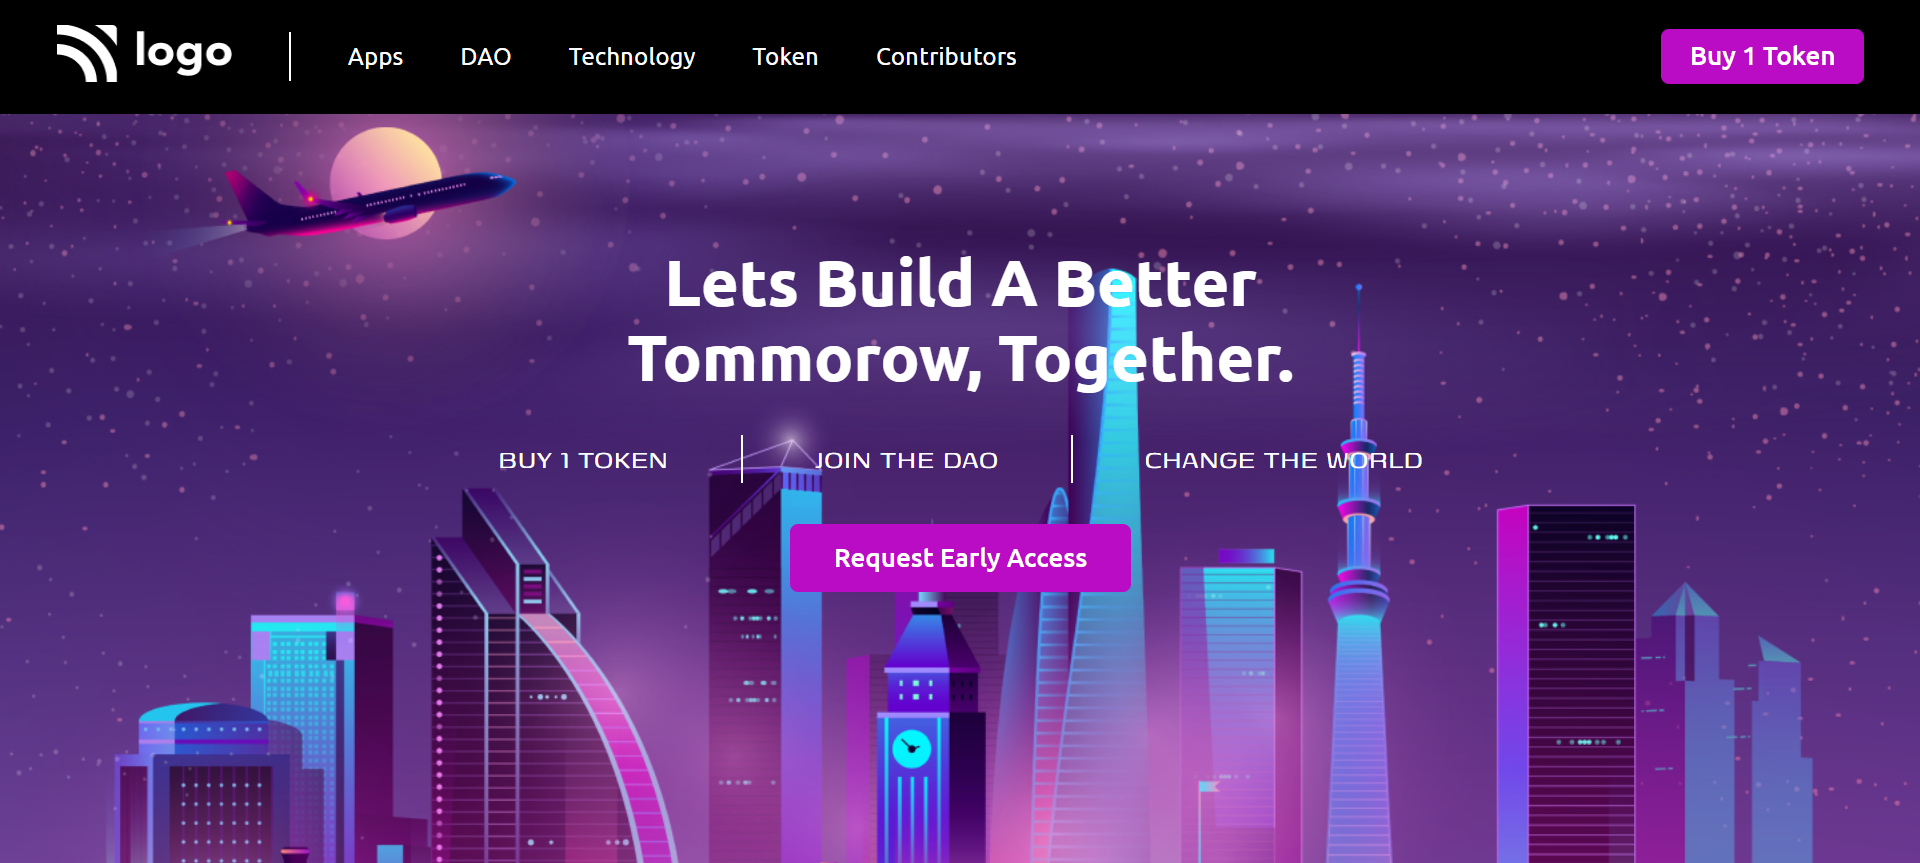 logo
Apps
DAO
Technology
Token
Contributors
Buy 1 Token
Lets Build A Better
Tommorow, Together.
BUY 1 TOKEN
JOIN THE DAO
CHANGE THE WORLD
Request Early Access